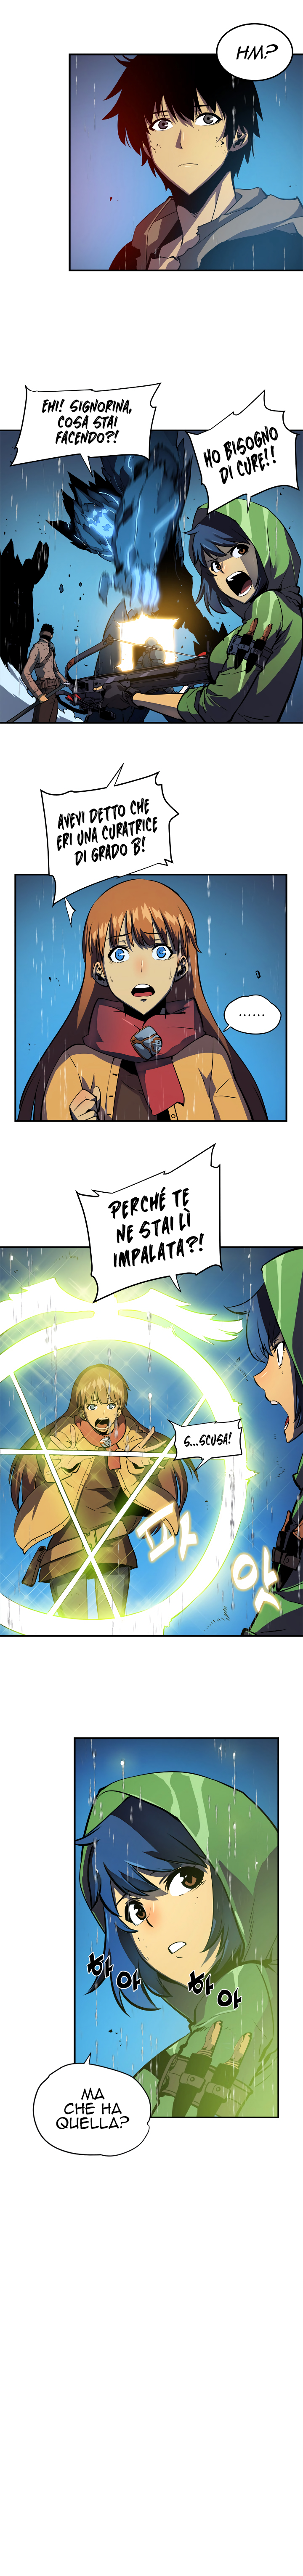 HM?
EHI! SIGNORINA,
COSA STAI
FACENDO?!
HO BISOGNO
DI CURE!!
AVEVI DETTO CHE
ERI UNA CURATRICE
DI GRADO B!
......
PERCHÉ TE
NE STAI LÌ
IMPALATA?!
S...SCUSA!
파
앗
하
아
하
아
MA
CHE HA
QUELLA?